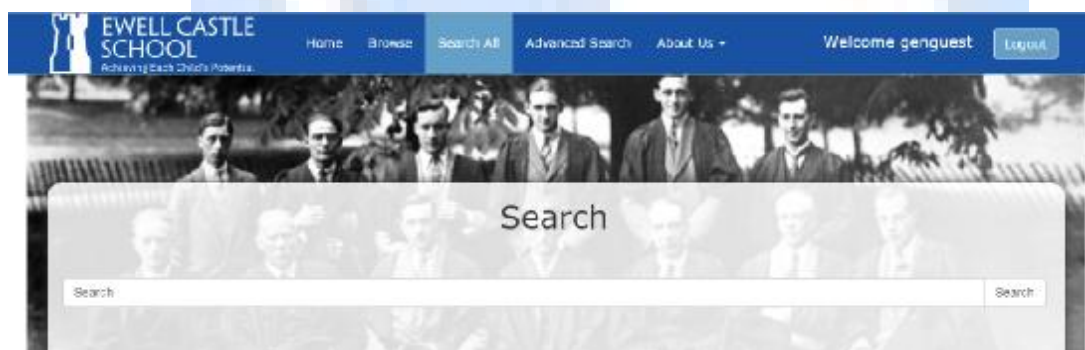 EWELL CASTLE
SCHOOL
Achieving Each Child's Potential
Home Browse Search All Advanced Search About Us Welcome genguest Logout
Search
Search Search